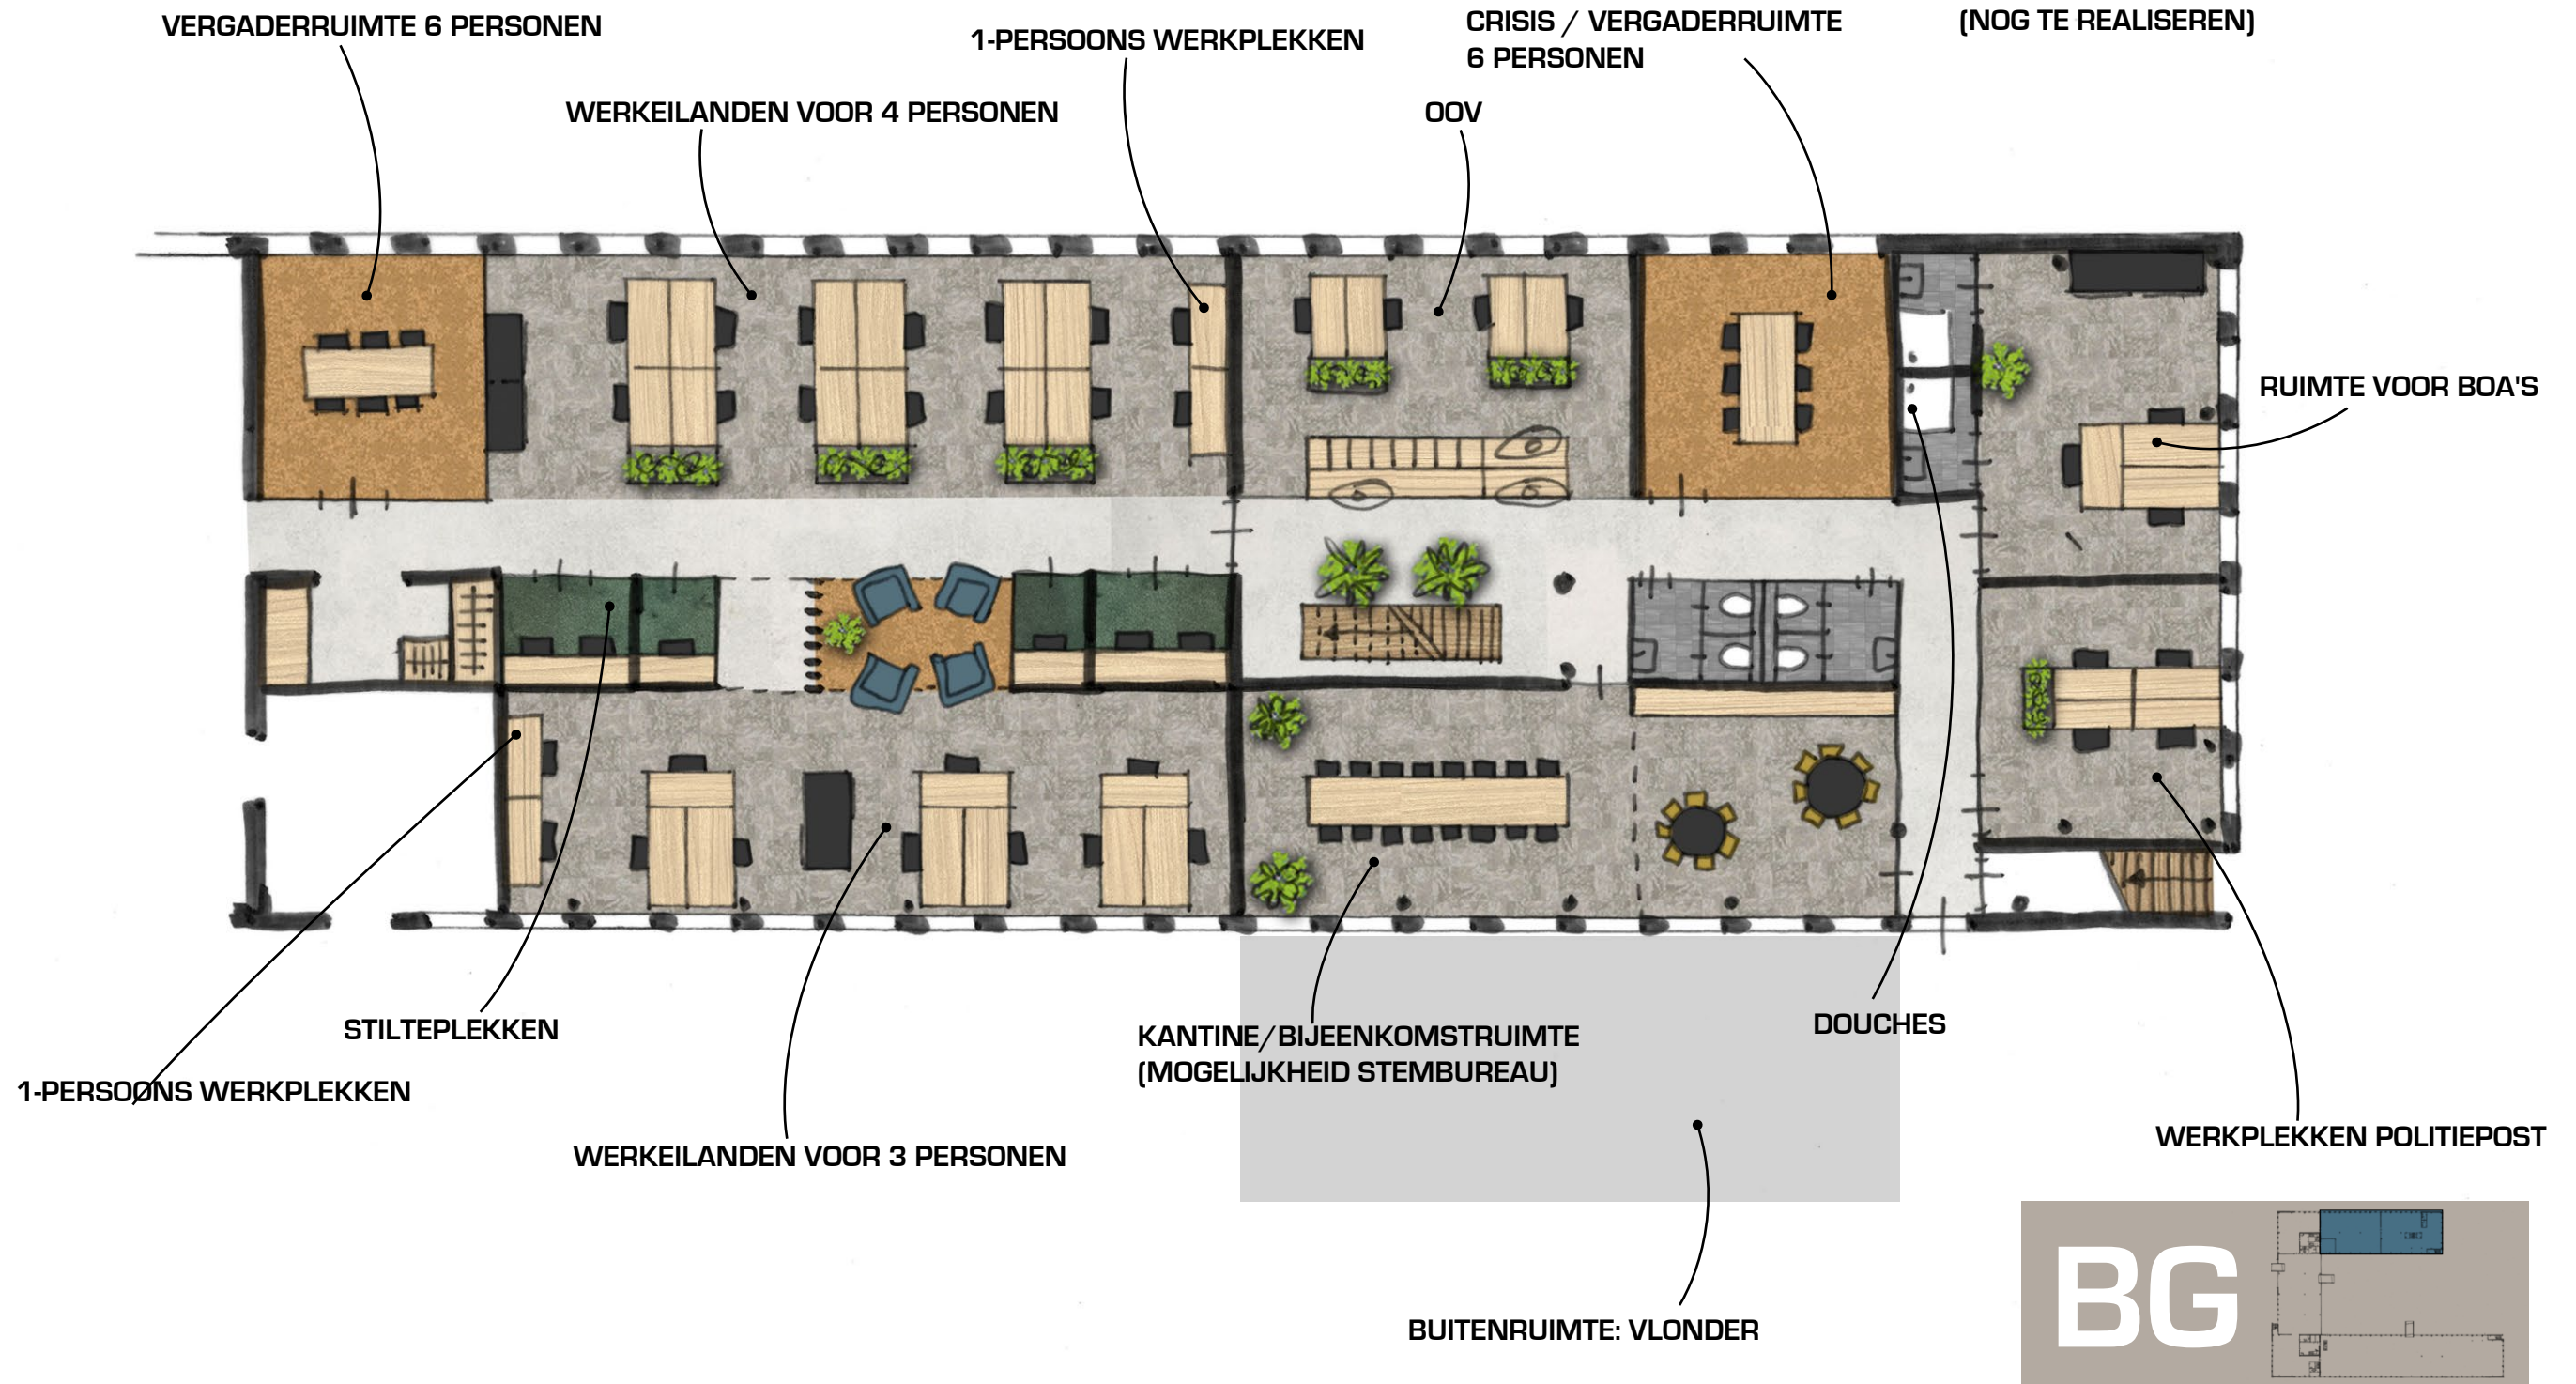 VERGADERRUIMTE 6 PERSONEN
1-PERSOONS WERKPLEKKEN
CRISIS / VERGADERRUIMTE
6 PERSONEN
(NOG TE REALISEREN)
WERKEILANDEN VOOR 4 PERSONEN
OOV
RUIMTE VOOR BOA'S
STILTEPLEKKEN
KANTINE/BIJEENKOMSTRUIMTE
(MOGELIJKHEID STEMBUREAU)
DOUCHES
1-PERSOONS WERKPLEKKEN
WERKEILANDEN VOOR 3 PERSONEN
WERKPLEKKEN POLITIEPOST
BUITENRUIMTE: VLONDER
BG